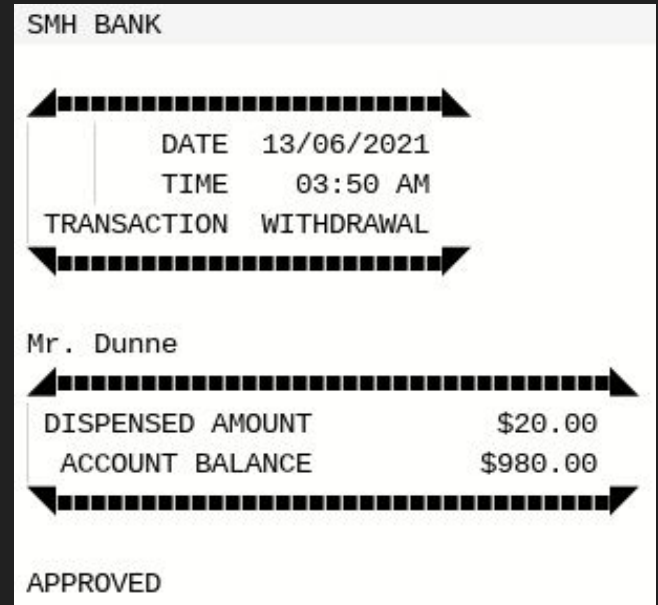 SMH BANK
DATE 13/06/2021
TIME 03:50 AM
TRANSACTION WITHDRAWAL
Mr. Dunne
DISPENSED AMOUNT $20.00
ACCOUNT BALANCE $980.00
APPROVED